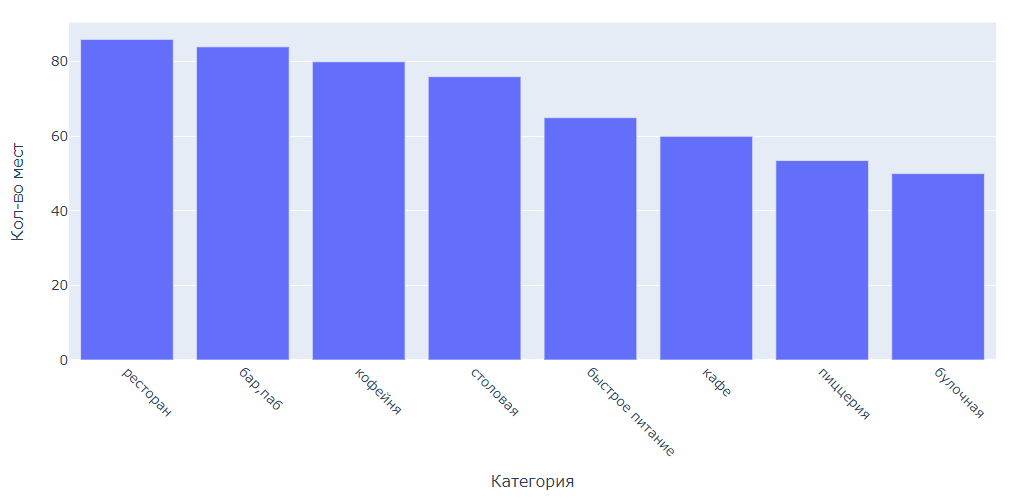 Кол-во мест
80
60
40
20
0
ресторан
бар,паб
кофейня
столовая
быстрое питание
кафе
пиццерия
булочная
Категория